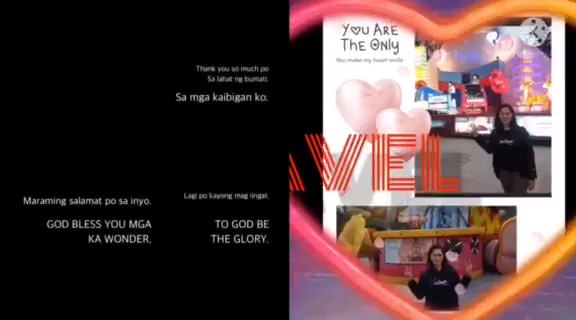 Thank you so much po
Sa lahat ng bumati.
Sa mga kaibigan ko.
Maraming salamat po sa inyo.
GOD BLESS YOU MGA
KA WONDER.
Lagi po kayong mag iingat.
TO GOD BE
THE GLORY.
YOU ARE
THE ONLY
You make my heart smile
AVEL